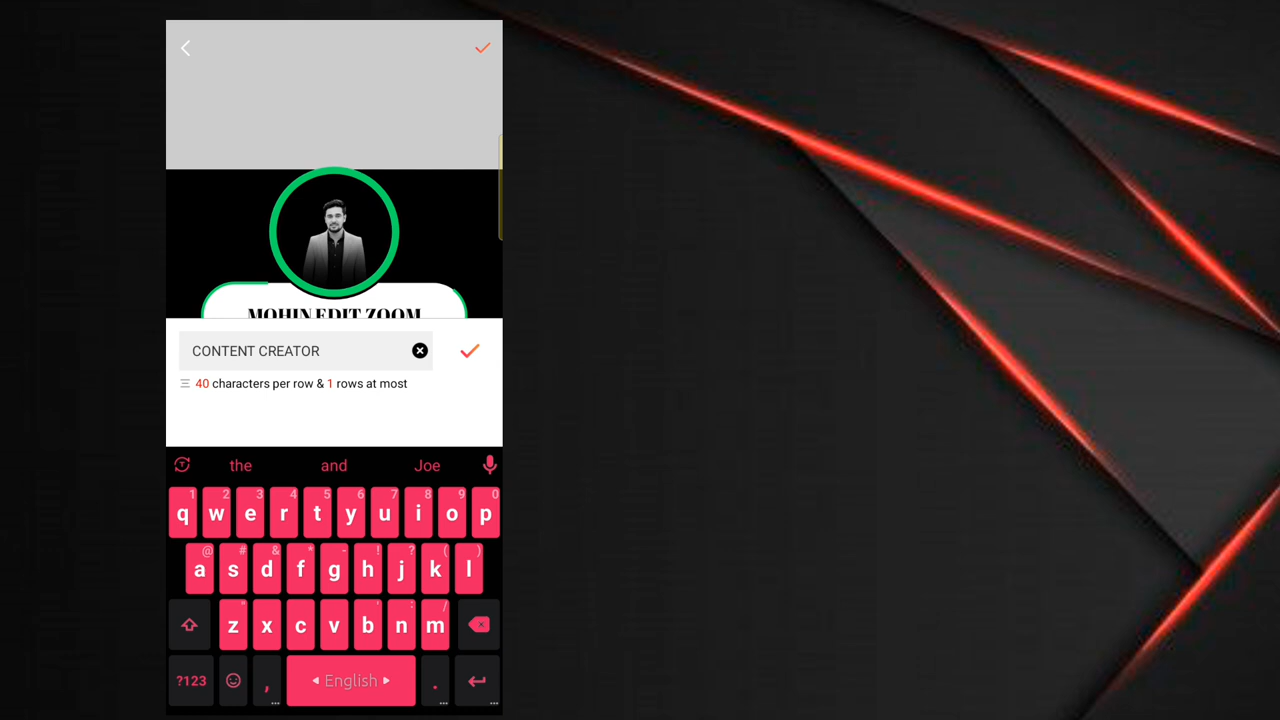 MOHIN EDIT ZOOM
CONTENT CREATOR
40 characters per row & 1 rows at most
the and Joe
1 2 3 4 5 6 7 8 9 0
q w e r t y u i o p
@ # & * - ! ? ( )
a s d f g h j k l
" ' : /
z x c v b n m
?123 , English .